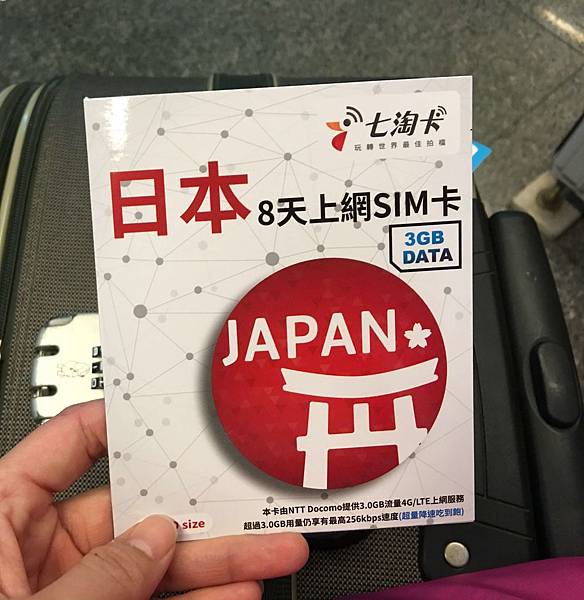 七淘卡
玩轉世界最佳拍檔
日本 8天上網SIM卡
3GB
DATA
JAPAN
size
本卡由NTT Docomo提供3.0GB流量4G/LTE上網服務
超過3.0GB用量仍享有最高256kbps速度(超量降速吃到飽)